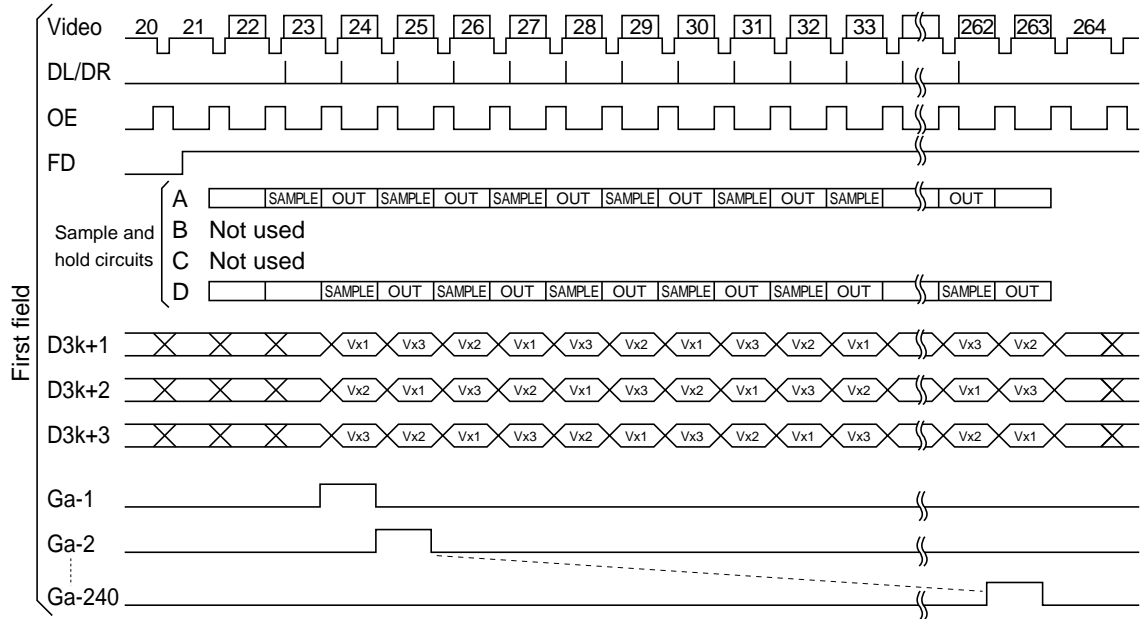 First field
Video 20 21 22 23 24 25 26 27 28 29 30 31 32 33 262 263 264
DL/DR
OE
FD
Sample and
hold circuits
A SAMPLE OUT SAMPLE OUT SAMPLE OUT SAMPLE OUT SAMPLE OUT SAMPLE OUT
B Not used
C Not used
D SAMPLE OUT SAMPLE OUT SAMPLE OUT SAMPLE OUT SAMPLE OUT SAMPLE OUT
D3k+1 Vx1 Vx3 Vx2 Vx1 Vx3 Vx2 Vx1 Vx3 Vx2 Vx1 Vx3 Vx2
D3k+2 Vx2 Vx1 Vx3 Vx2 Vx1 Vx3 Vx2 Vx1 Vx3 Vx2 Vx1 Vx3
D3k+3 Vx3 Vx2 Vx1 Vx3 Vx2 Vx1 Vx3 Vx2 Vx1 Vx3 Vx2 Vx1
Ga-1
Ga-2
Ga-240